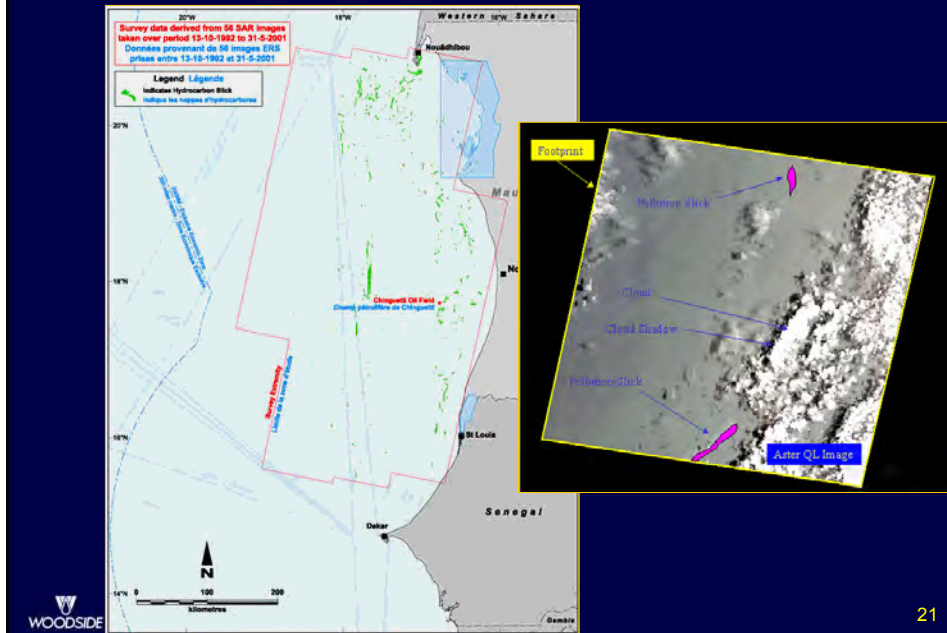 20°W
18°W
16°W
Western Sahara
Survey data derived from 56 SAR images
taken over period 13-10-1992 to 31-5-2001
Données provenant de 56 images ERS
prises entre 13-10-1992 at 31-5-2001
Legend Légende
Indicates Hydrocarbon Slick
Indique les nappes d'hydrocarbures
Nouâdhibou
20°N
Mau
18°N
No
Chinguetti Oil Field
Champ pétrolifère de Chinguetti
Survey Extremity
Limite de la zone d'étude
St Louis
Senegal
Dakar
N
0 100 200
kilometres
14°N
Gambia
Footprint
Pollution Slick
Cloud
Cloud Shadow
Pollution Slick
Aster QL Image
WOODSIDE
21